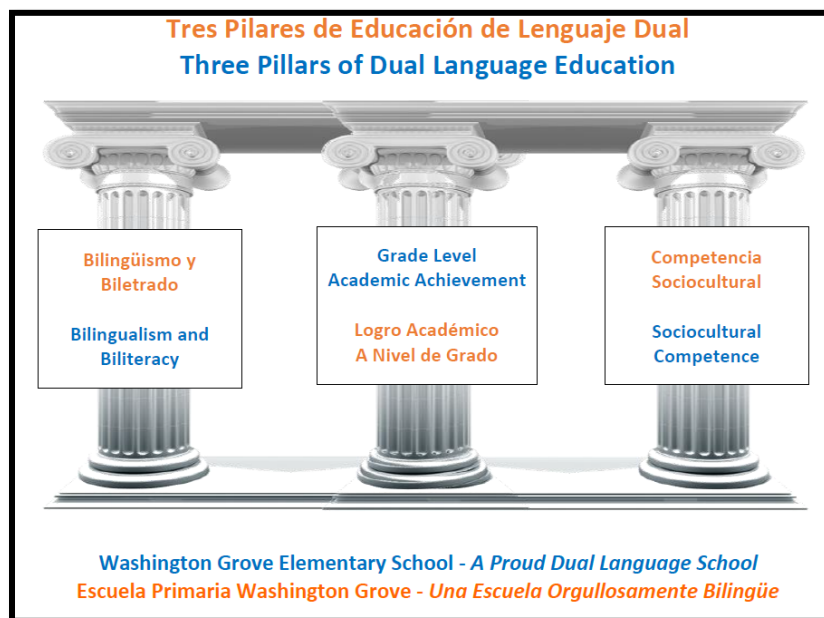 Tres Pilares de Educación de Lenguaje Dual
Three Pillars of Dual Language Education
Bilingüismo y
Biletrado
Bilingualism and
Biliteracy
Grade Level
Academic Achievement
Logro Académico
A Nivel de Grado
Competencia
Sociocultural
Sociocultural
Competence
Washington Grove Elementary School - A Proud Dual Language School
Escuela Primaria Washington Grove - Una Escuela Orgullosamente Bilingüe